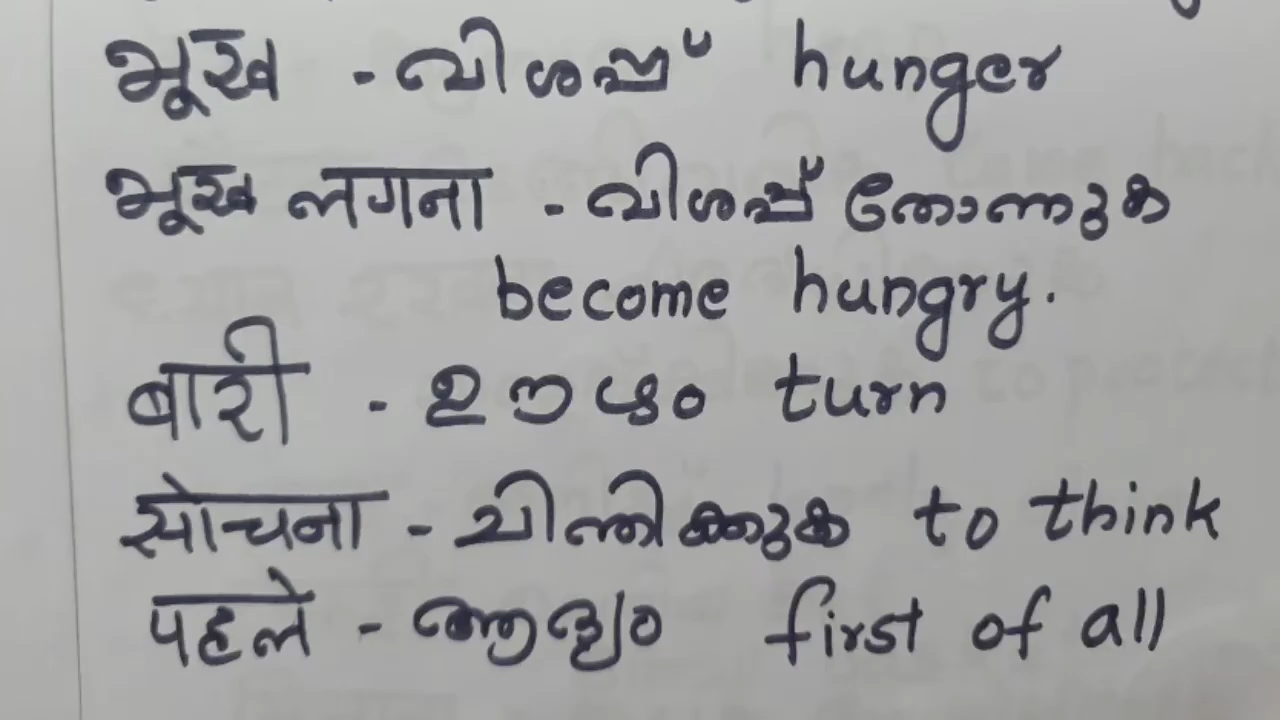 भूख - വിശപ്പ് hunger
भूख लगना - വിശപ്പ് തോന്നുക
become hungry.
बारी - ഊഴം turn
सोचना - ചിന്തിക്കുക to think
पहले - ആദ്യം first of all